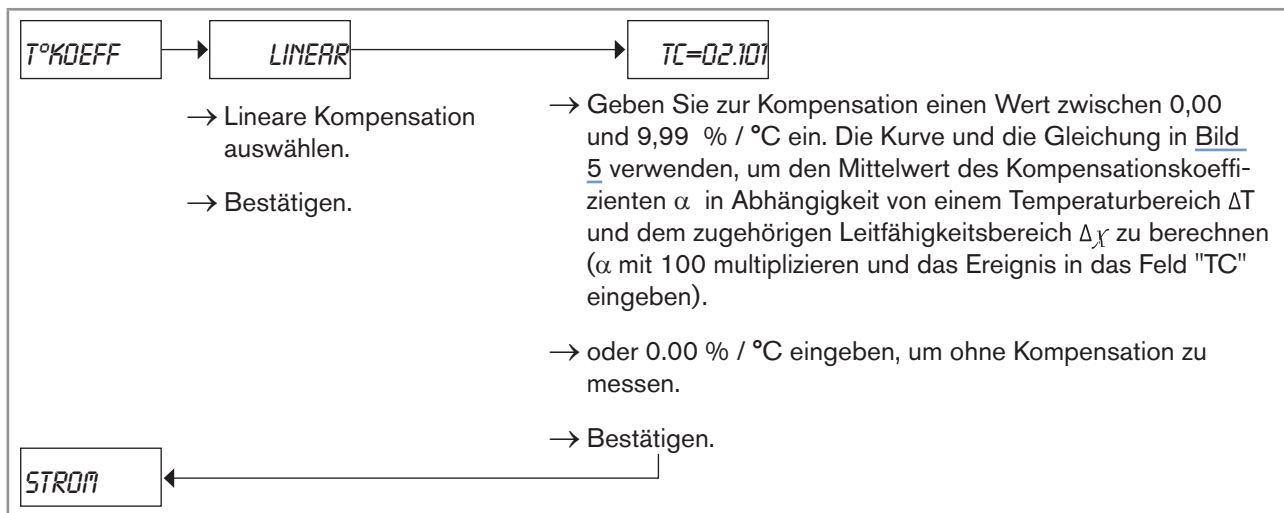 T°KOEFF
LINEAR
TC=02.101
→ Lineare Kompensation
auswählen.
→ Bestätigen.
→ Geben Sie zur Kompensation einen Wert zwischen 0,00
und 9,99 % / °C ein. Die Kurve und die Gleichung in Bild
5 verwenden, um den Mittelwert des Kompensationskoeffi-
zienten α in Abhängigkeit von einem Temperaturbereich ΔT
und dem zugehörigen Leitfähigkeitsbereich Δχ zu berechnen
(α mit 100 multiplizieren und das Ereignis in das Feld "TC"
eingeben).
→ oder 0.00 % / °C eingeben, um ohne Kompensation zu
messen.
→ Bestätigen.
STROM